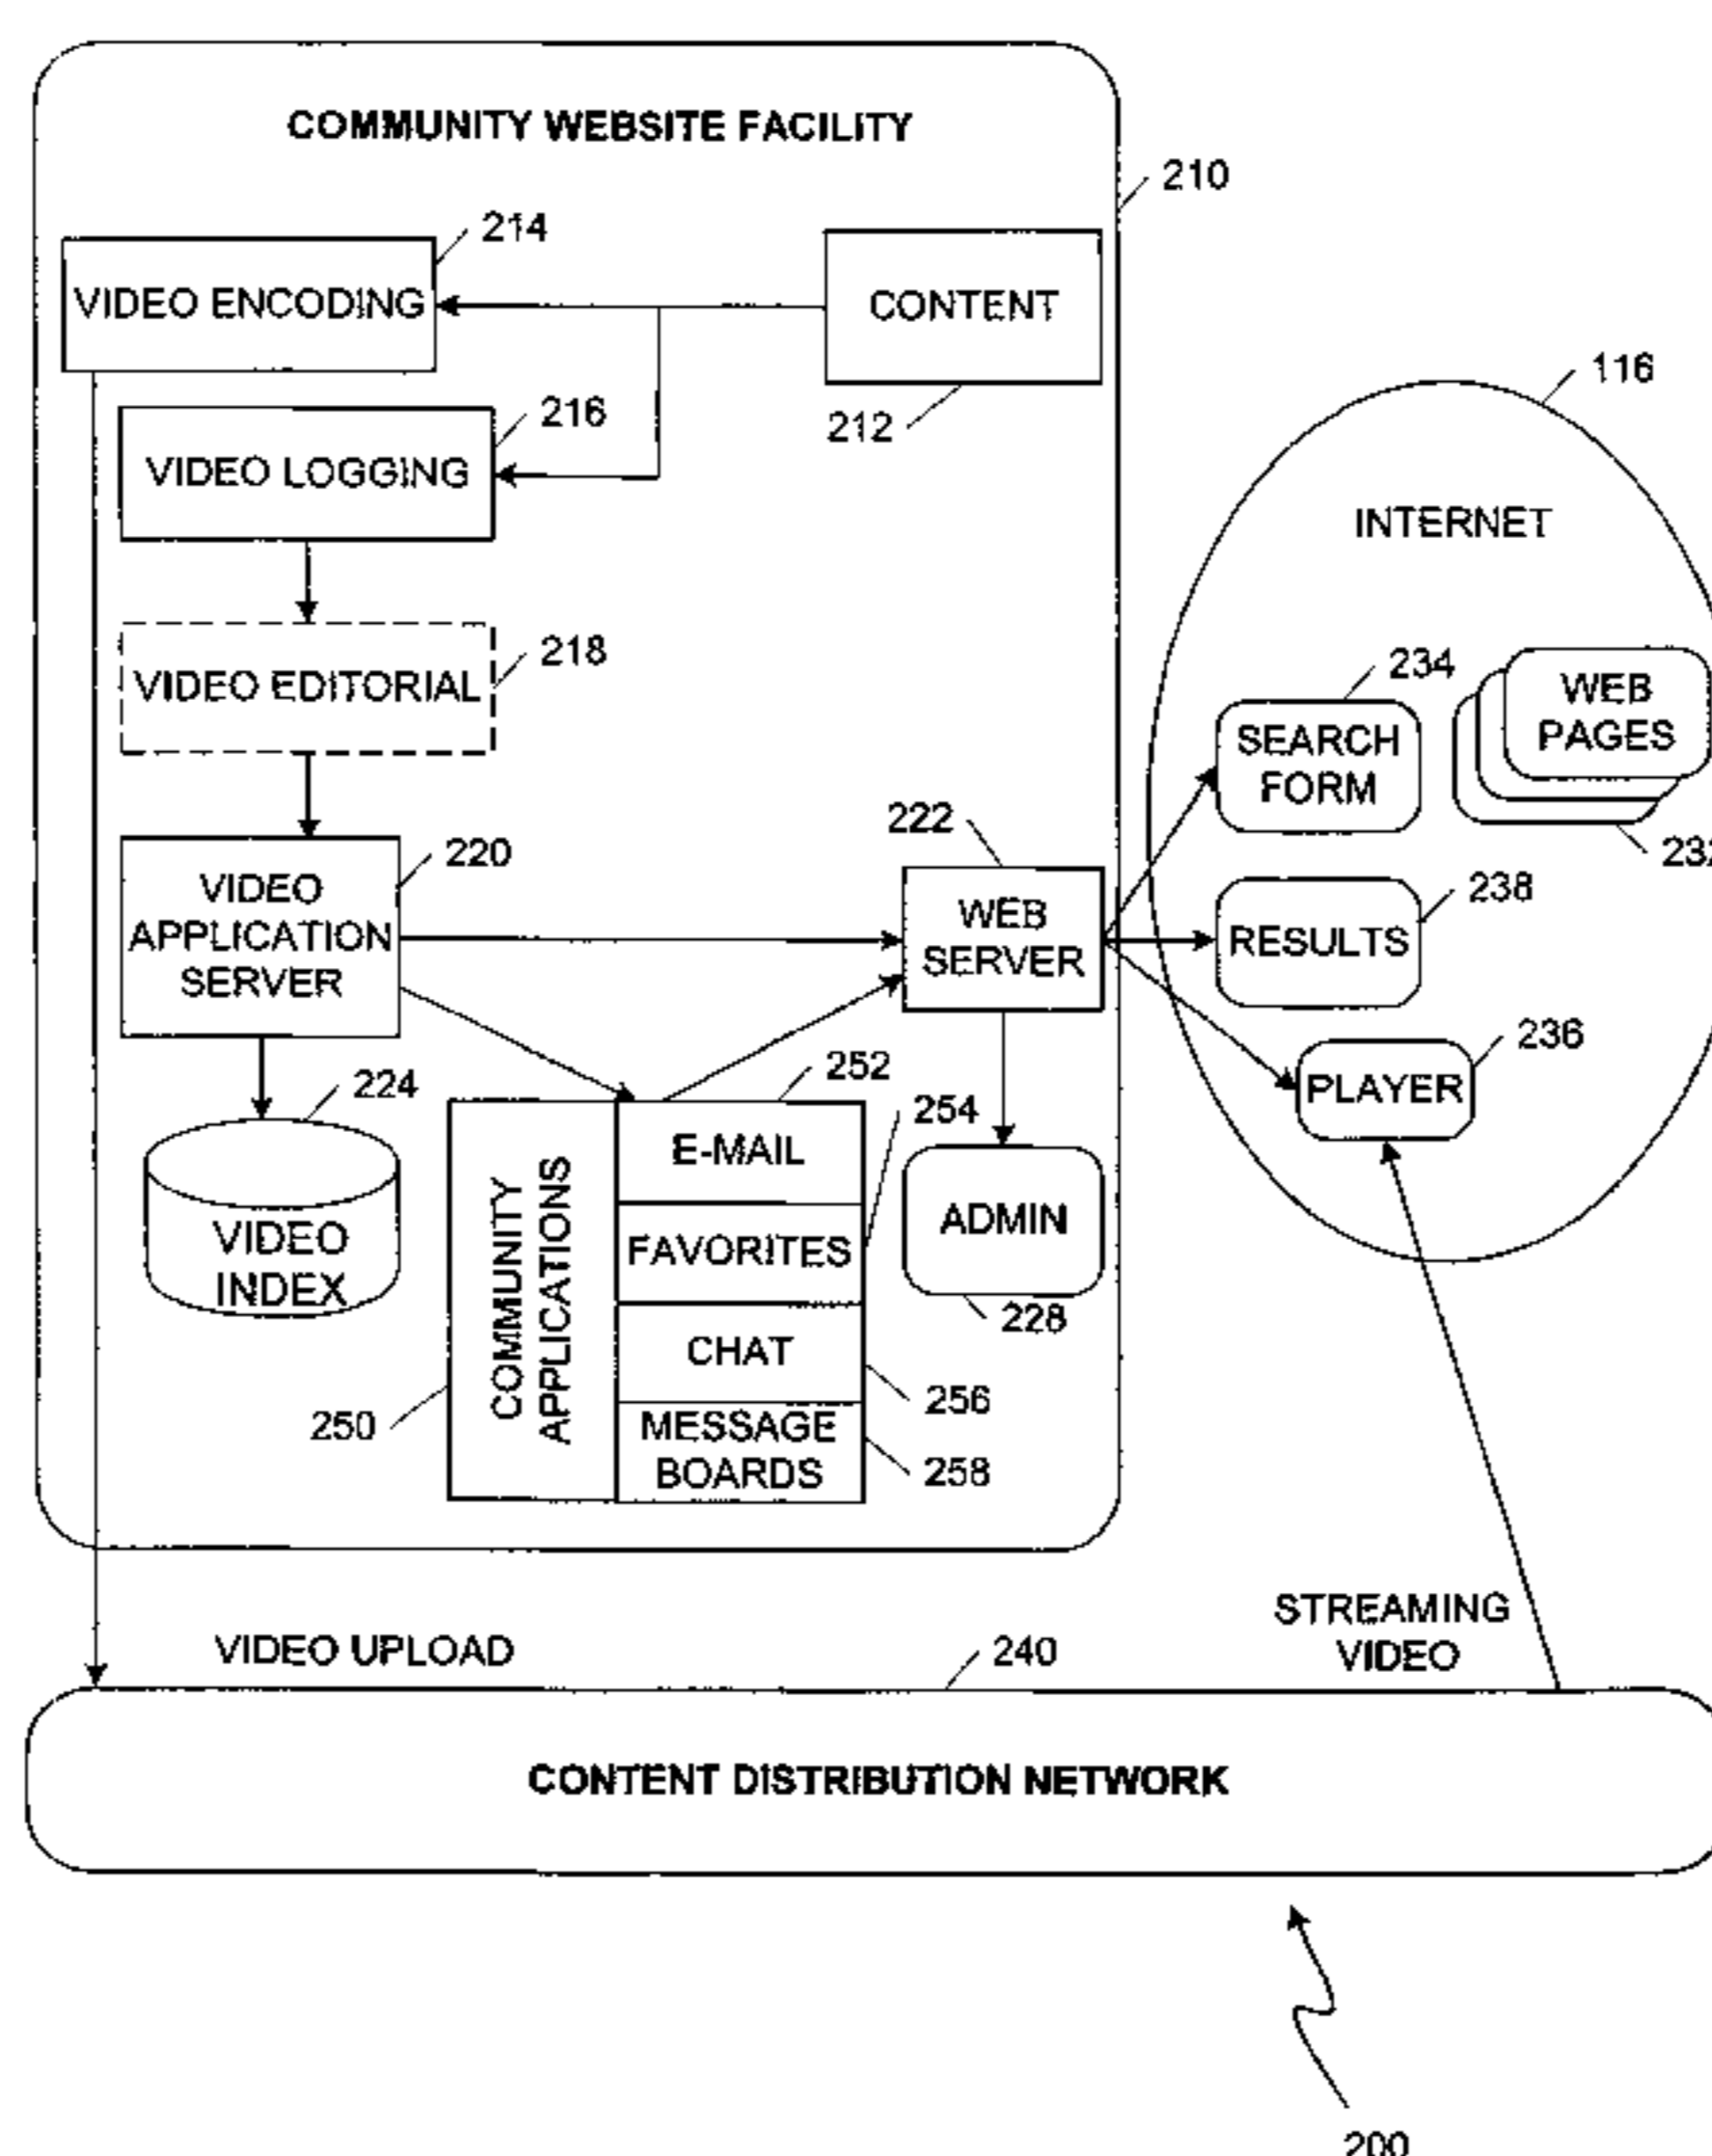 COMMUNITY WEBSITE FACILITY
210
214
VIDEO ENCODING
CONTENT
212
216
VIDEO LOGGING
116
INTERNET
218
VIDEO EDITORIAL
234
SEARCH
FORM
WEB
PAGES
232
220
VIDEO
APPLICATION
SERVER
222
WEB
SERVER
238
RESULTS
236
PLAYER
224
VIDEO
INDEX
252
254
E-MAIL
FAVORITES
CHAT
MESSAGE
BOARDS
COMMUNITY
APPLICATIONS
250
256
258
ADMIN
228
VIDEO UPLOAD
240
STREAMING
VIDEO
CONTENT DISTRIBUTION NETWORK
200